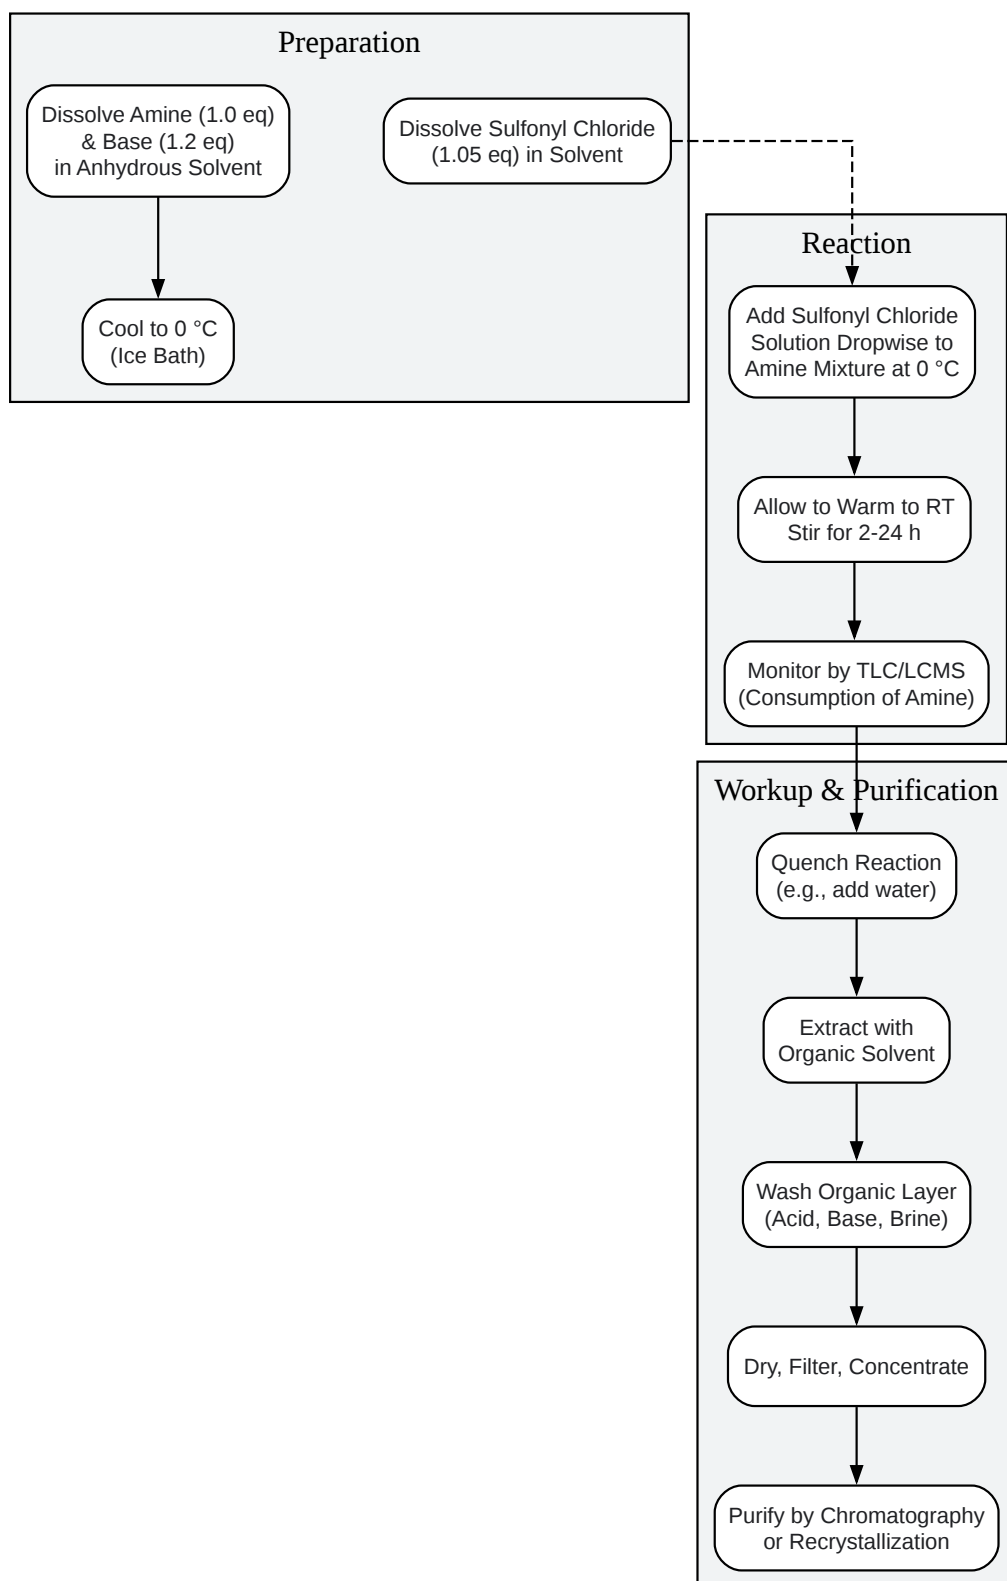 Preparation
Dissolve Amine (1.0 eq)
& Base (1.2 eq)
in Anhydrous Solvent
Dissolve Sulfonyl Chloride
(1.05 eq) in Solvent
Cool to 0 °C
(Ice Bath)
Reaction
Add Sulfonyl Chloride
Solution Dropwise to
Amine Mixture at 0 °C
Allow to Warm to RT
Stir for 2-24 h
Monitor by TLC/LCMS
(Consumption of Amine)
Workup & Purification
Quench Reaction
(e.g., add water)
Extract with
Organic Solvent
Wash Organic Layer
(Acid, Base, Brine)
Dry, Filter, Concentrate
Purify by Chromatography
or Recrystallization